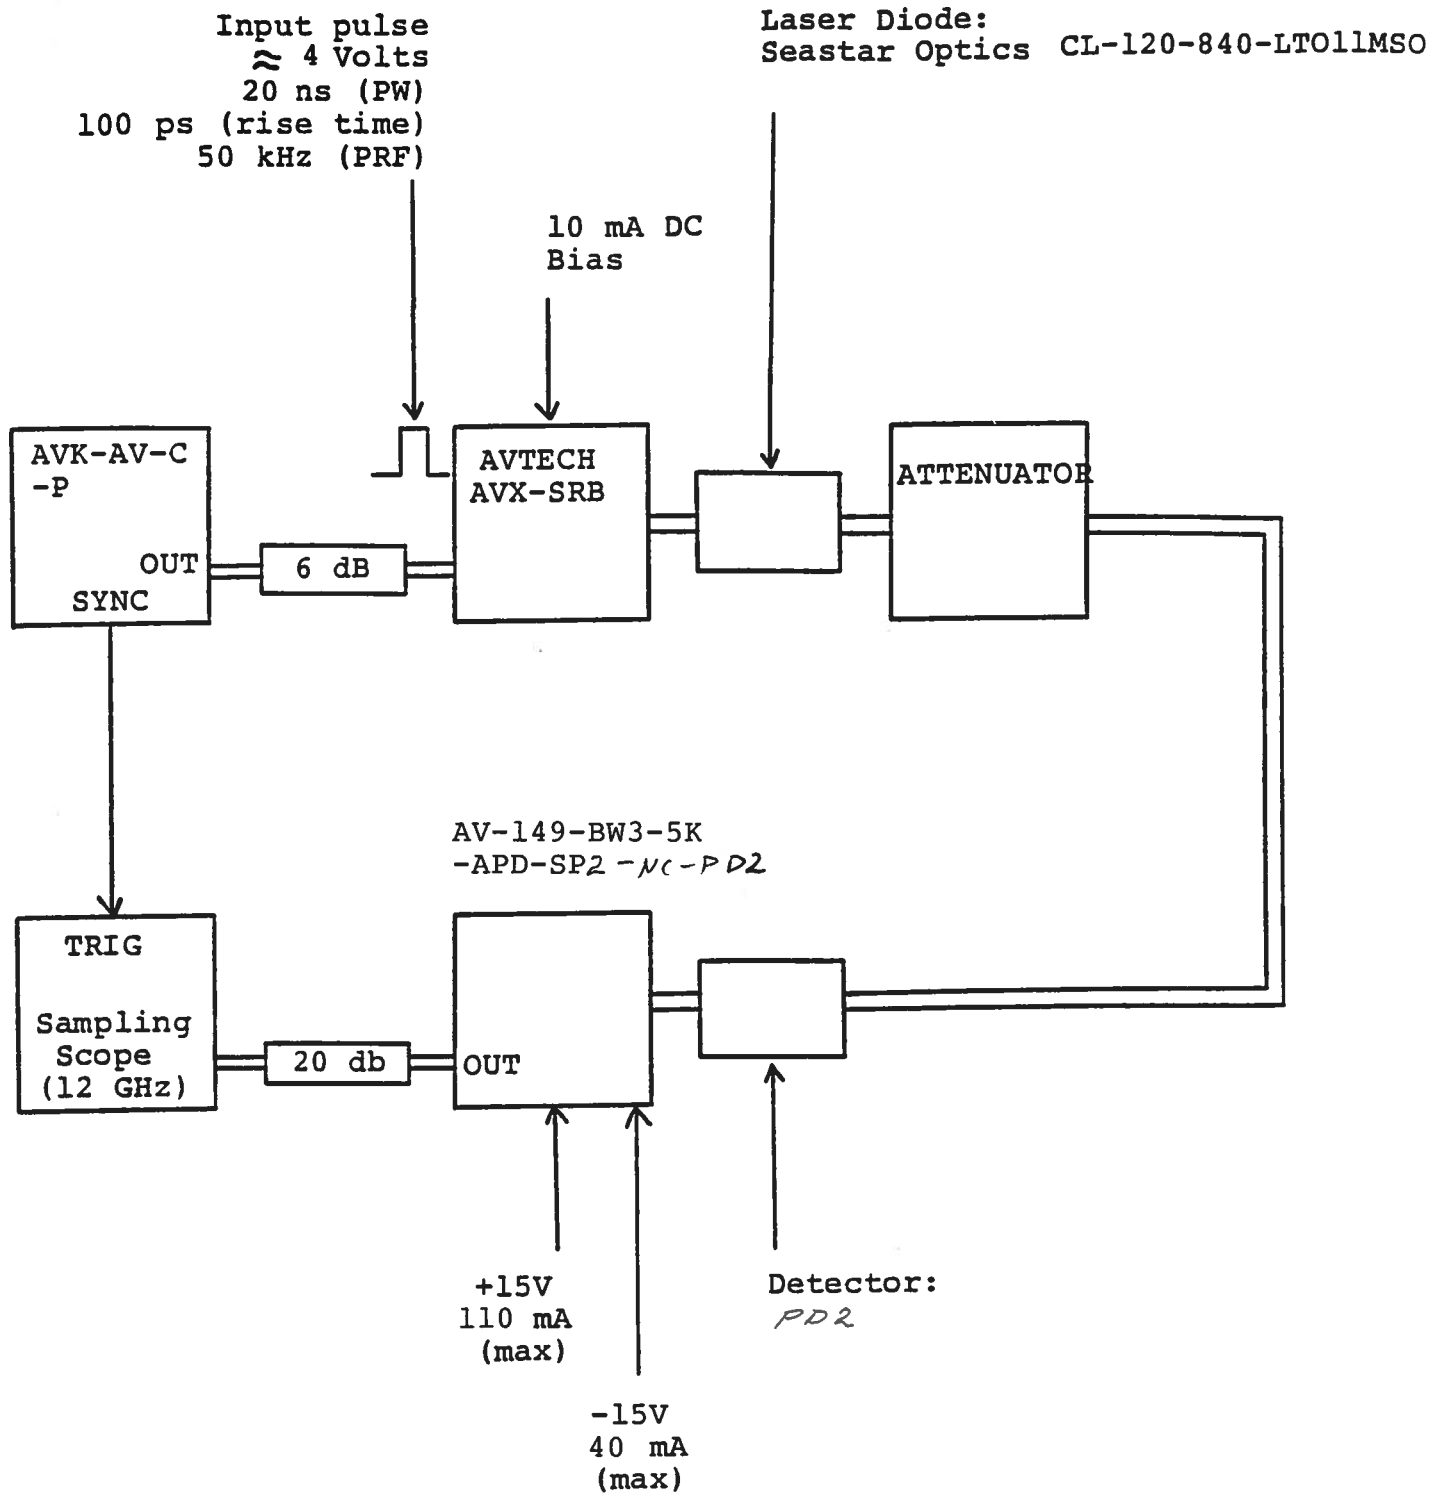 Input pulse
≈ 4 Volts
20 ns (PW)
100 ps (rise time)
50 kHz (PRF)
Laser Diode:
Seastar Optics CL-120-840-LTO11MSO
10 mA DC
Bias
AVK-AV-C
-P
OUT
SYNC
6 dB
AVTECH
AVX-SRB
ATTENUATOR
AV-149-BW3-5K
-APD-SP2-NC-PD2
TRIG
Sampling
Scope
(12 GHz)
20 db
OUT
+15V
110 mA
(max)
-15V
40 mA
(max)
Detector:
PD2